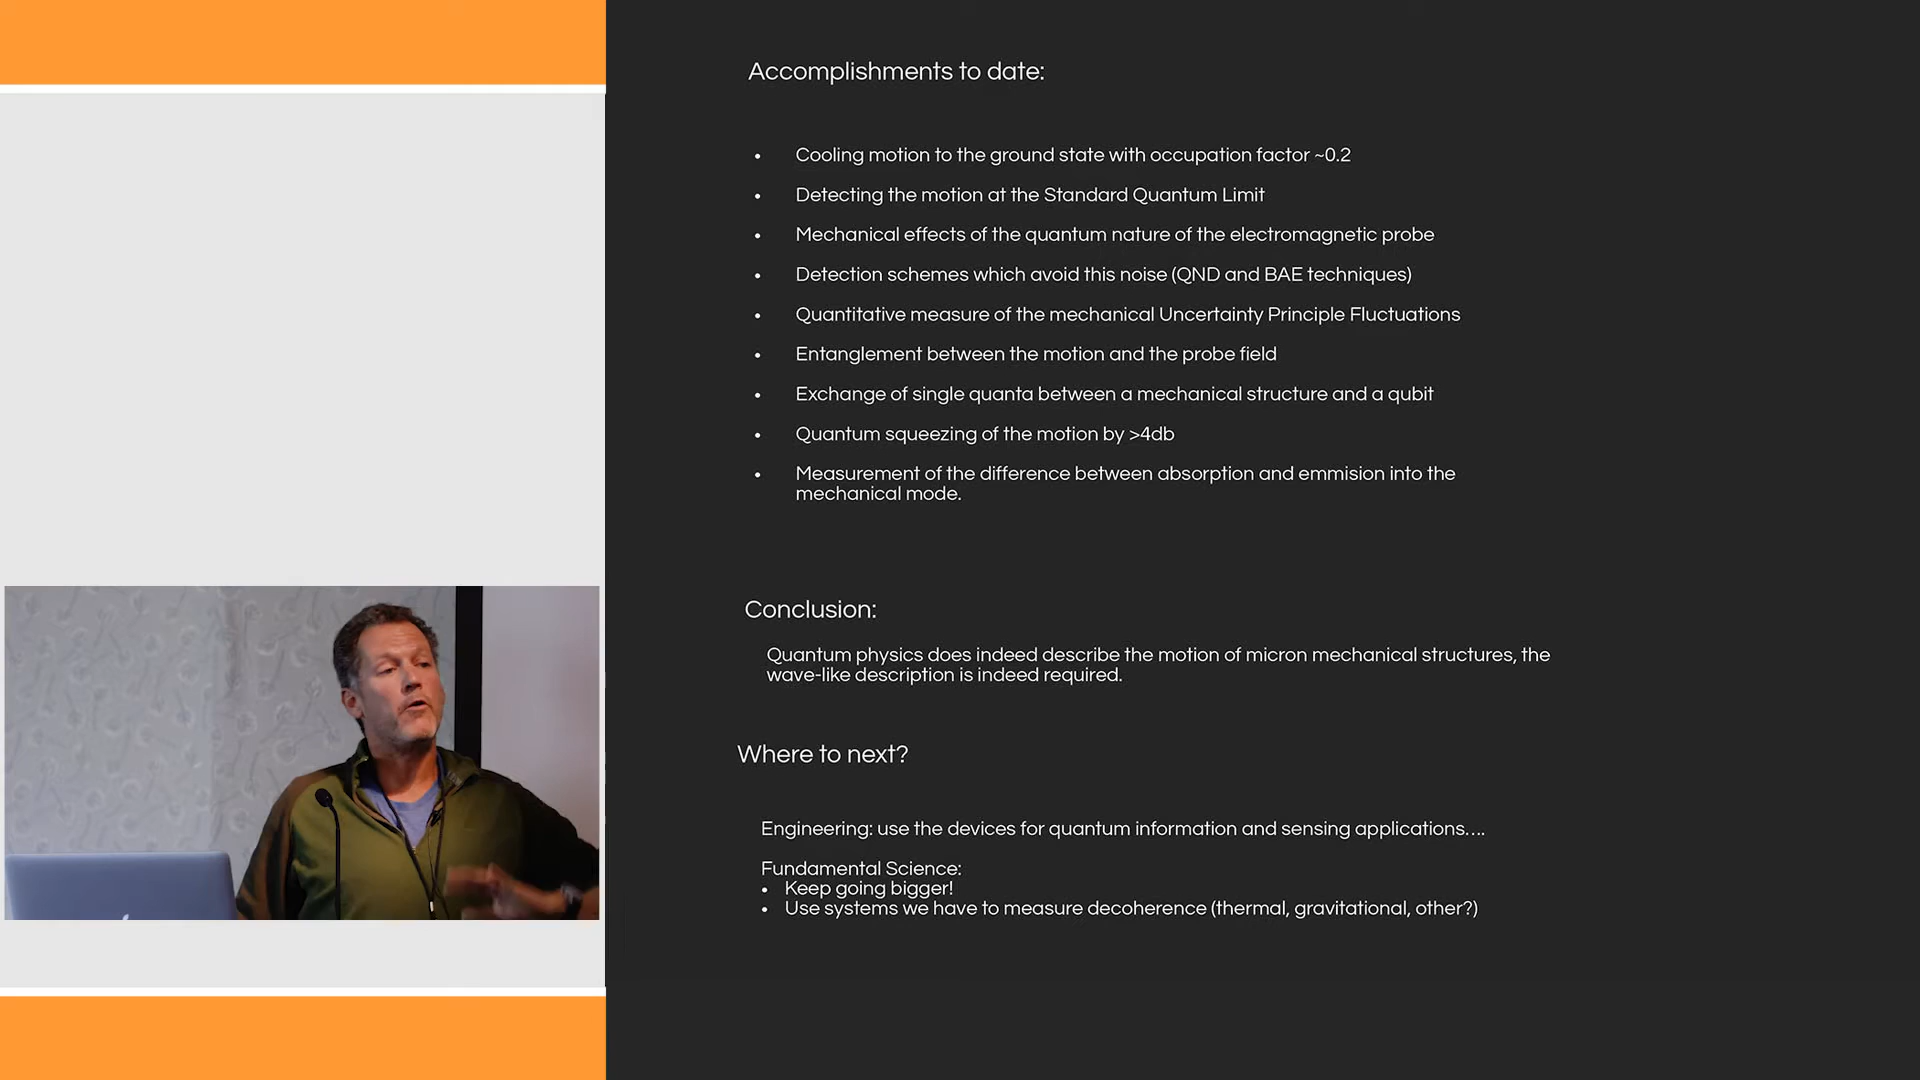 Accomplishments to date:
• Cooling motion to the ground state with occupation factor ~0.2
• Detecting the motion at the Standard Quantum Limit
• Mechanical effects of the quantum nature of the electromagnetic probe
• Detection schemes which avoid this noise (QND and BAE techniques)
• Quantitative measure of the mechanical Uncertainty Principle Fluctuations
• Entanglement between the motion and the probe field
• Exchange of single quanta between a mechanical structure and a qubit
• Quantum squeezing of the motion by >4db
• Measurement of the difference between absorption and emmision into the
mechanical mode.
Conclusion:
Quantum physics does indeed describe the motion of micron mechanical structures, the
wave-like description is indeed required.
Where to next?
Engineering: use the devices for quantum information and sensing applications....
Fundamental Science:
• Keep going bigger!
• Use systems we have to measure decoherence (thermal, gravitational, other?)